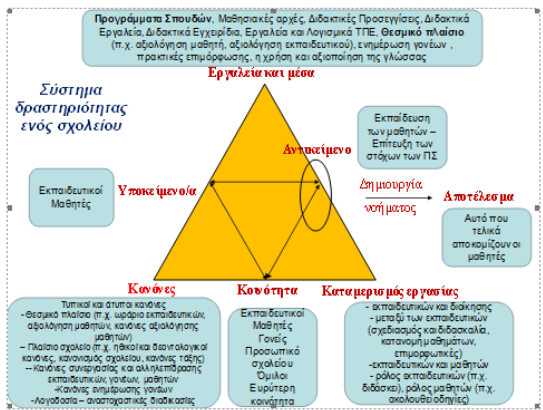 Προγράμματα Σπουδών, Μαθησιακές αρχές, Διδακτικές Προσεγγίσεις, Διδακτικά
Εργαλεία, Διδακτικά Εγχειρίδια, Εργαλεία και Λογισμικά ΤΠΕ, Θεσμικό πλαίσιο
(π.χ. αξιολόγηση μαθητή, αξιολόγηση εκπαιδευτικού), ενημέρωση γονέων ,
πρακτικές επιμόρφωσης, η χρήση και αξιοποίηση της γλώσσας
Εργαλεία και μέσα
Σύστημα
δραστηριότητας
ενός σχολείου
Εκπαίδευση
των μαθητών –
Επίτευξη των
στόχων των ΠΣ
Αντικείμενο
Εκπαιδευτικοί
Μαθητές
Υποκείμενο/α
Δημιουργία
νοήματος
Αποτέλεσμα
Αυτό που
τελικά
αποκομίζουν οι
μαθητές
Κανόνες
Κοινότητα
Καταμερισμός εργασίας
Τυπικοί και άτυποι κανόνες
-Θεσμικό πλαίσιο (π.χ. ωράριο εκπαιδευτικών,
αξιολόγηση μαθητών, κανόνες αξιολόγησης
μαθητών)
– Πλαίσιο σχολείο (π.χ. ηθικοί και δεοντολογικοί
κανόνες, κανονισμός σχολείου, κανόνες τάξης)
-- Κανόνες συνεργασίας και αλληλεπίδρασης
εκπαιδευτικών, γονέων, μαθητών
-Κανόνες ενημέρωσης γονέων
-Λογοδοσία – αναστοχαστικές διαδικασίες
Εκπαιδευτικοί
Μαθητές
Γονείς
Προσωπικό
σχολείου
Όμιλοι
Ευρύτερη
κοινότητα
- εκπαιδευτικών και διοίκησης
- μεταξύ των εκπαιδευτικών
(σχεδιασμός και διδασκαλία,
κατανομή μαθημάτων,
επιμορφωτικές)
-εκπαιδευτικών και μαθητών
- ρόλος εκπαιδευτικών (π.χ.
διδάσκει), ρόλος μαθητών (π.χ.
ακολουθεί οδηγίες)